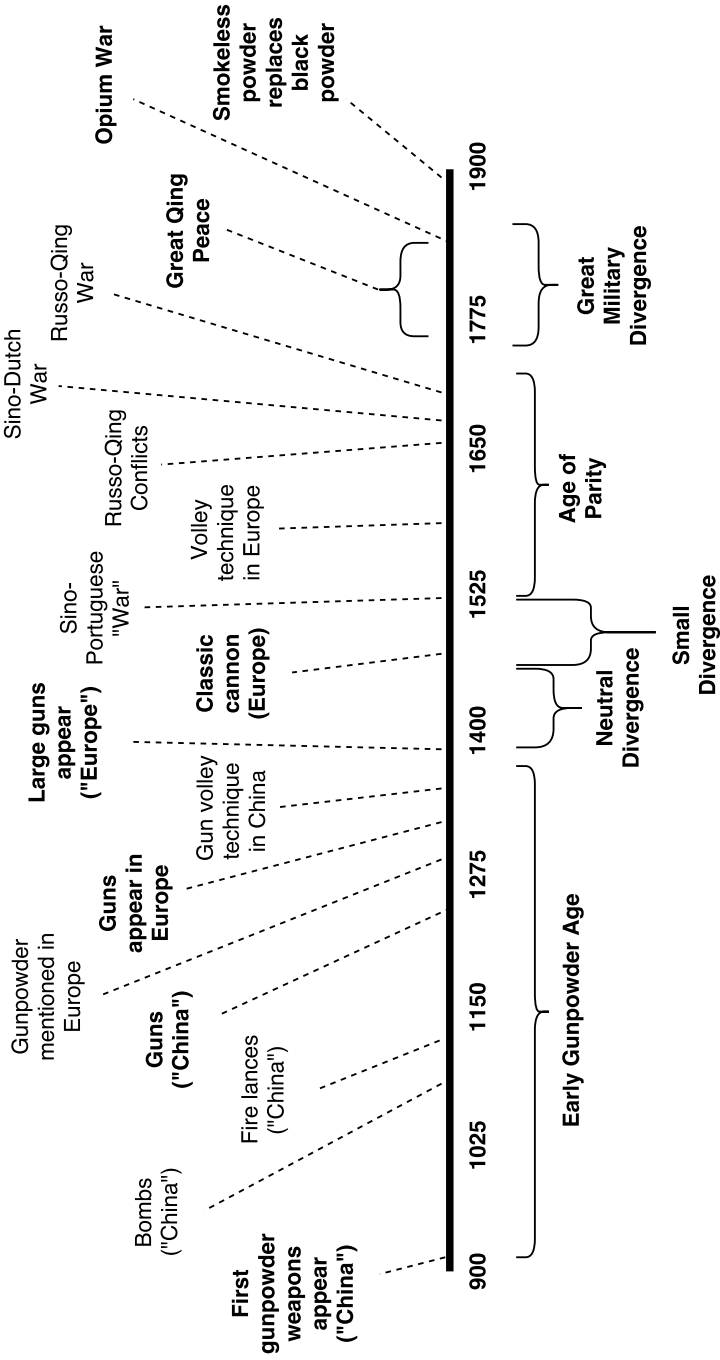 First
gunpowder
weapons
appear
("China")
Bombs
("China")
Fire lances
("China")
Guns
("China")
Gunpowder
mentioned in
Europe
Guns
appear in
Europe
Gun volley
technique
in China
Large guns
appear
("Europe")
Classic
cannon
(Europe)
Sino-
Portuguese
"War"
Volley
technique
in Europe
Russo-Qing
Conflicts
Sino-Dutch
War
Russo-Qing
War
Great Qing
Peace
Opium War
Smokeless
powder
replaces
black
powder
900
1025
1150
1275
1400
1525
1650
1775
1900
Early Gunpowder Age
Neutral
Divergence
Small
Divergence
Age of
Parity
Great
Military
Divergence